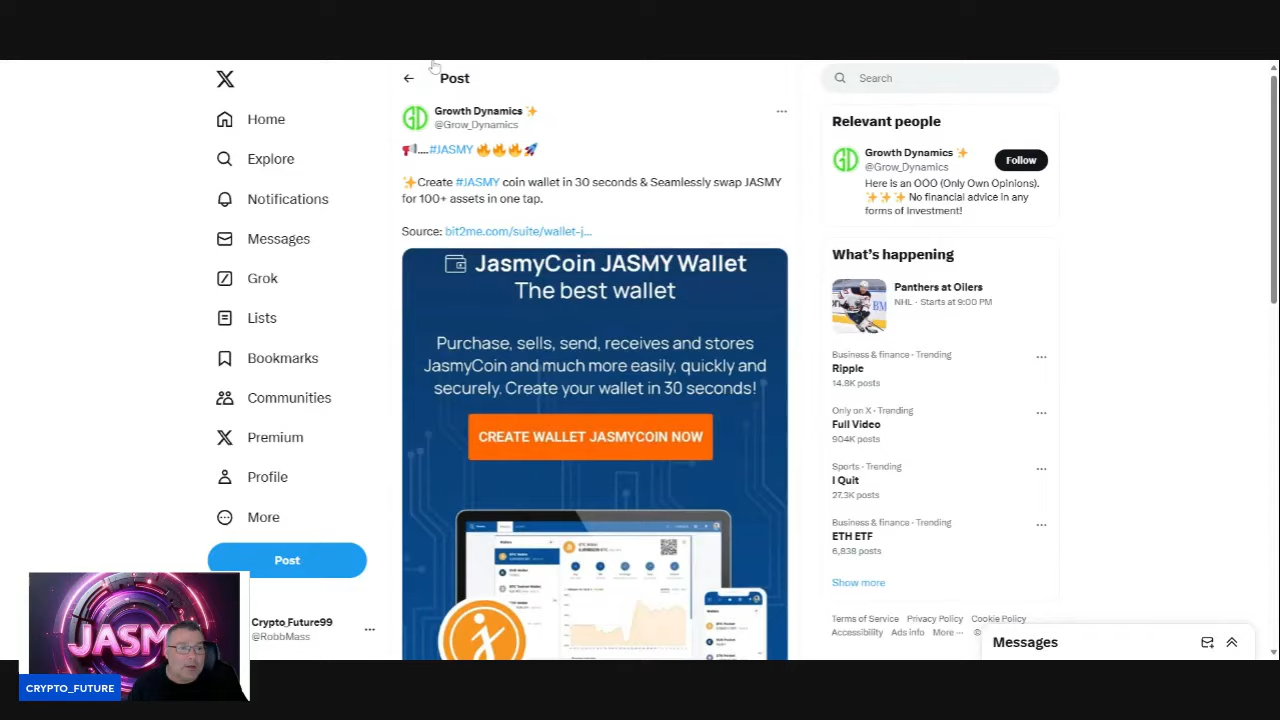 Home
Explore
Notifications
Messages
Grok
Lists
Bookmarks
Communities
Premium
Profile
More
Post
Crypto_Future99
@RobbMass
JASM
CRYPTO_FUTURE
Post
Growth Dynamics
@Grow_Dynamics
....#JASMY
Create #JASMY coin wallet in 30 seconds & Seamlessly swap JASMY
for 100+ assets in one tap.
Source: bit2me.com/suite/wallet-j...
JasmyCoin JASMY Wallet
The best wallet
Purchase, sells, send, receives and stores
JasmyCoin and much more easily, quickly and
securely. Create your wallet in 30 seconds!
CREATE WALLET JASMYCOIN NOW
Search
Relevant people
Growth Dynamics
@Grow_Dynamics
Follow
Here is an OOO (Only Own Opinions).
No financial advice in any
forms of Investment!
What's happening
Panthers at Oilers
NHL · Starts at 9:00 PM
Business & finance · Trending
Ripple
14.8K posts
Only on X · Trending
Full Video
904K posts
Sports · Trending
I Quit
27.3K posts
Business & finance · Trending
ETH ETF
6,838 posts
Show more
Terms of Service Privacy Policy Cookie Policy
Accessibility Ads info More ··· ©
Messages